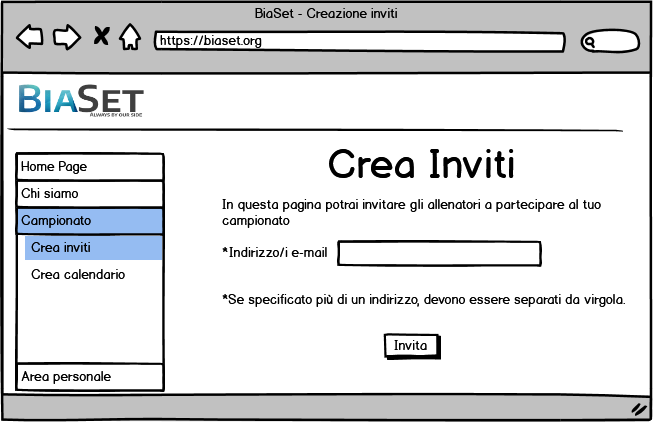 BiaSet - Creazione inviti
https://biaset.org
BIASET
ALWAYS BY OUR SIDE
Home Page
Chi siamo
Campionato
Crea inviti
Crea calendario
Area personale
Crea Inviti
In questa pagina potrai invitare gli allenatori a partecipare al tuo
campionato
*Indirizzo/i e-mail
*Se specificato più di un indirizzo, devono essere separati da virgola.
Invita